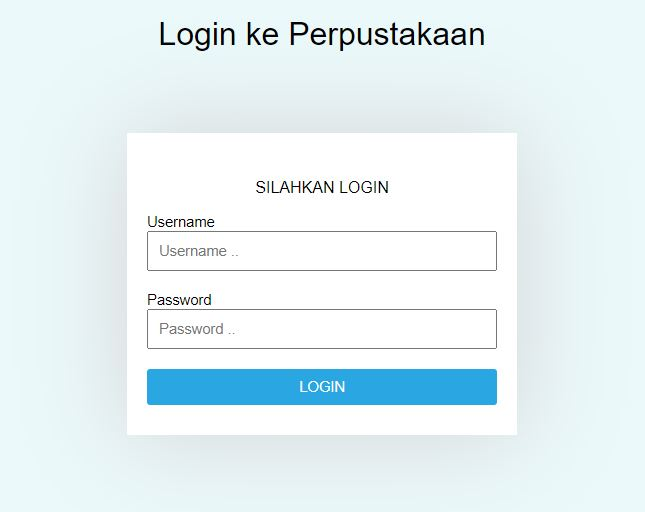 Login ke Perpustakaan
SILAHKAN LOGIN
Username
Username ..
Password
Password ..
LOGIN